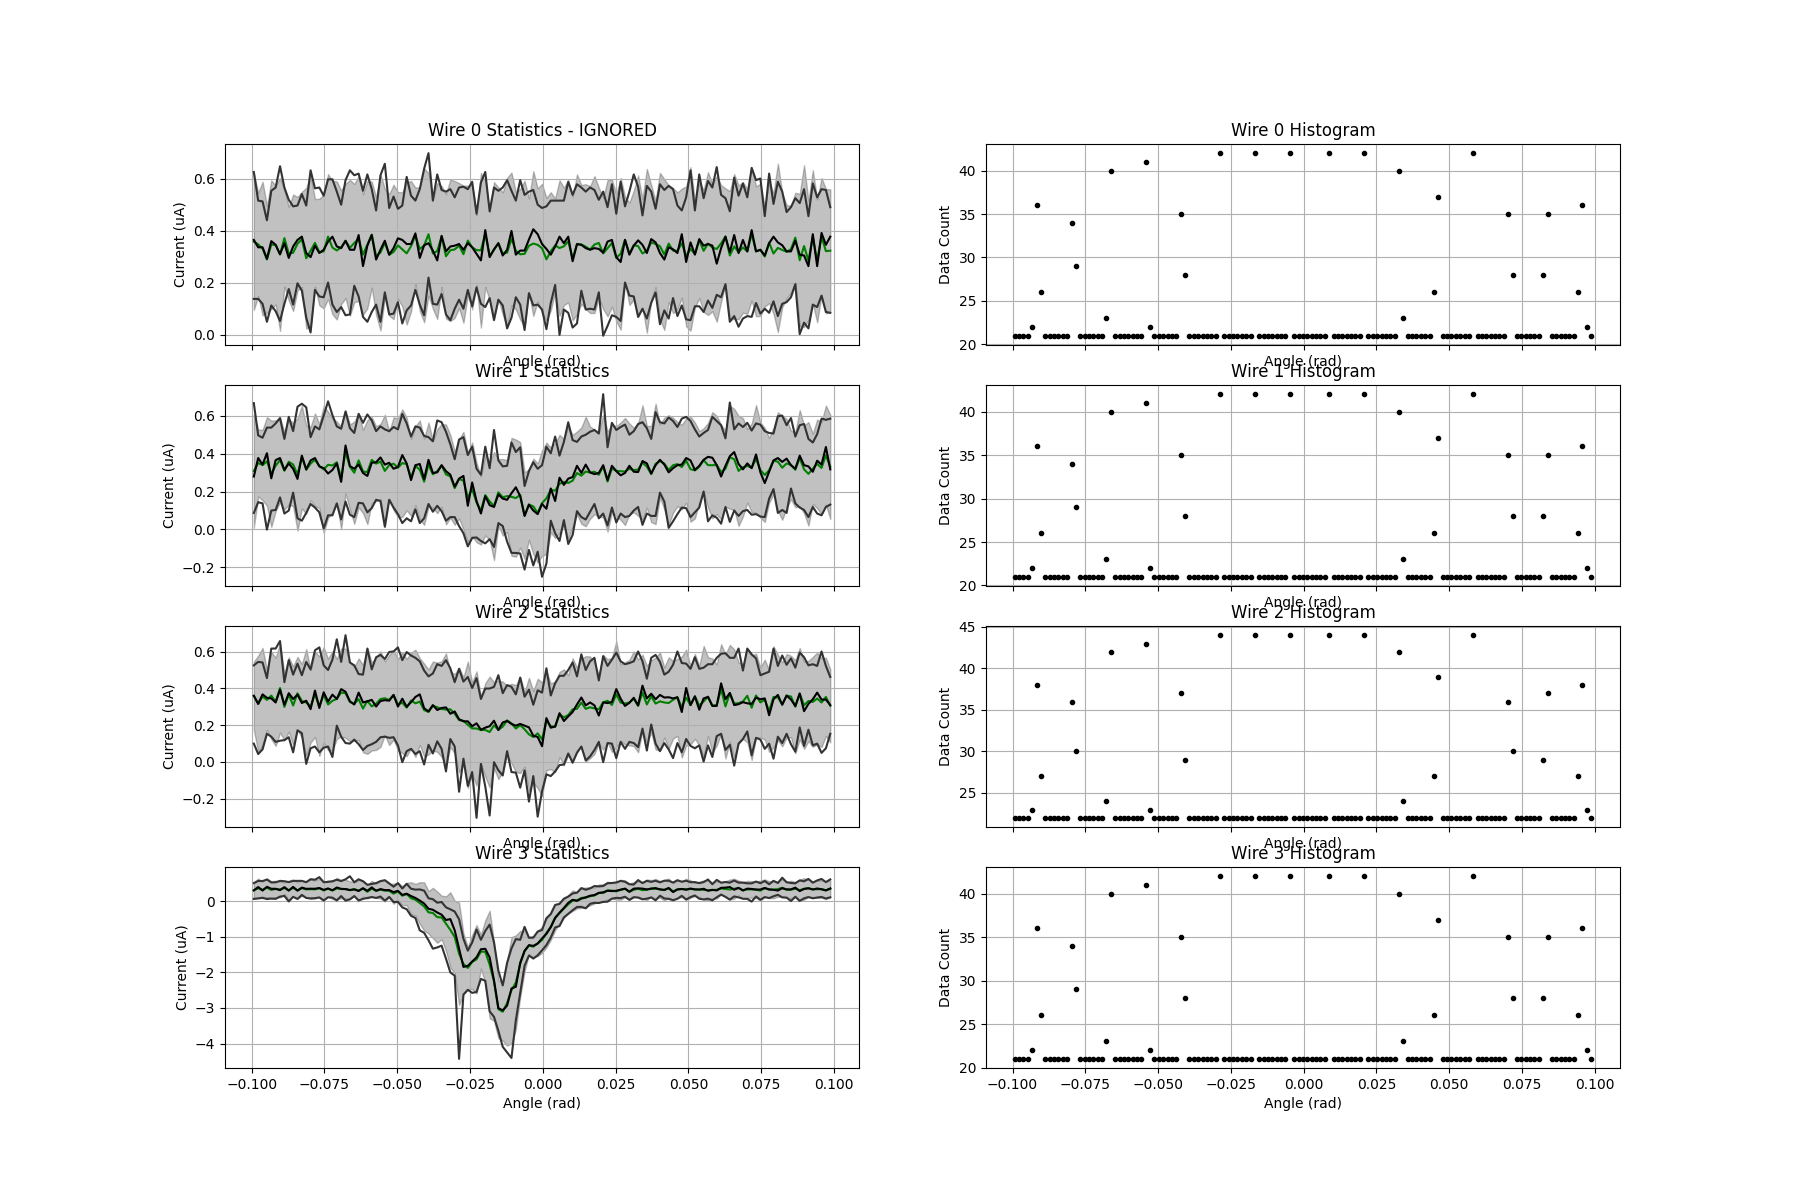 Wire 0 Statistics - IGNORED
Current (uA)
0.6
0.4
0.2
0.0
Angle (rad)
Wire 0 Histogram
Data Count
40
35
30
25
20
Angle (rad)
Wire 1 Statistics
Current (uA)
0.6
0.4
0.2
0.0
−0.2
Angle (rad)
Wire 1 Histogram
Data Count
40
35
30
25
20
Angle (rad)
Wire 2 Statistics
Current (uA)
0.6
0.4
0.2
0.0
−0.2
Angle (rad)
Wire 2 Histogram
Data Count
45
40
35
30
25
Angle (rad)
Wire 3 Statistics
Current (uA)
0
−1
−2
−3
−4
−0.100 −0.075 −0.050 −0.025 0.000 0.025 0.050 0.075 0.100
Angle (rad)
Wire 3 Histogram
Data Count
40
35
30
25
20
−0.100 −0.075 −0.050 −0.025 0.000 0.025 0.050 0.075 0.100
Angle (rad)